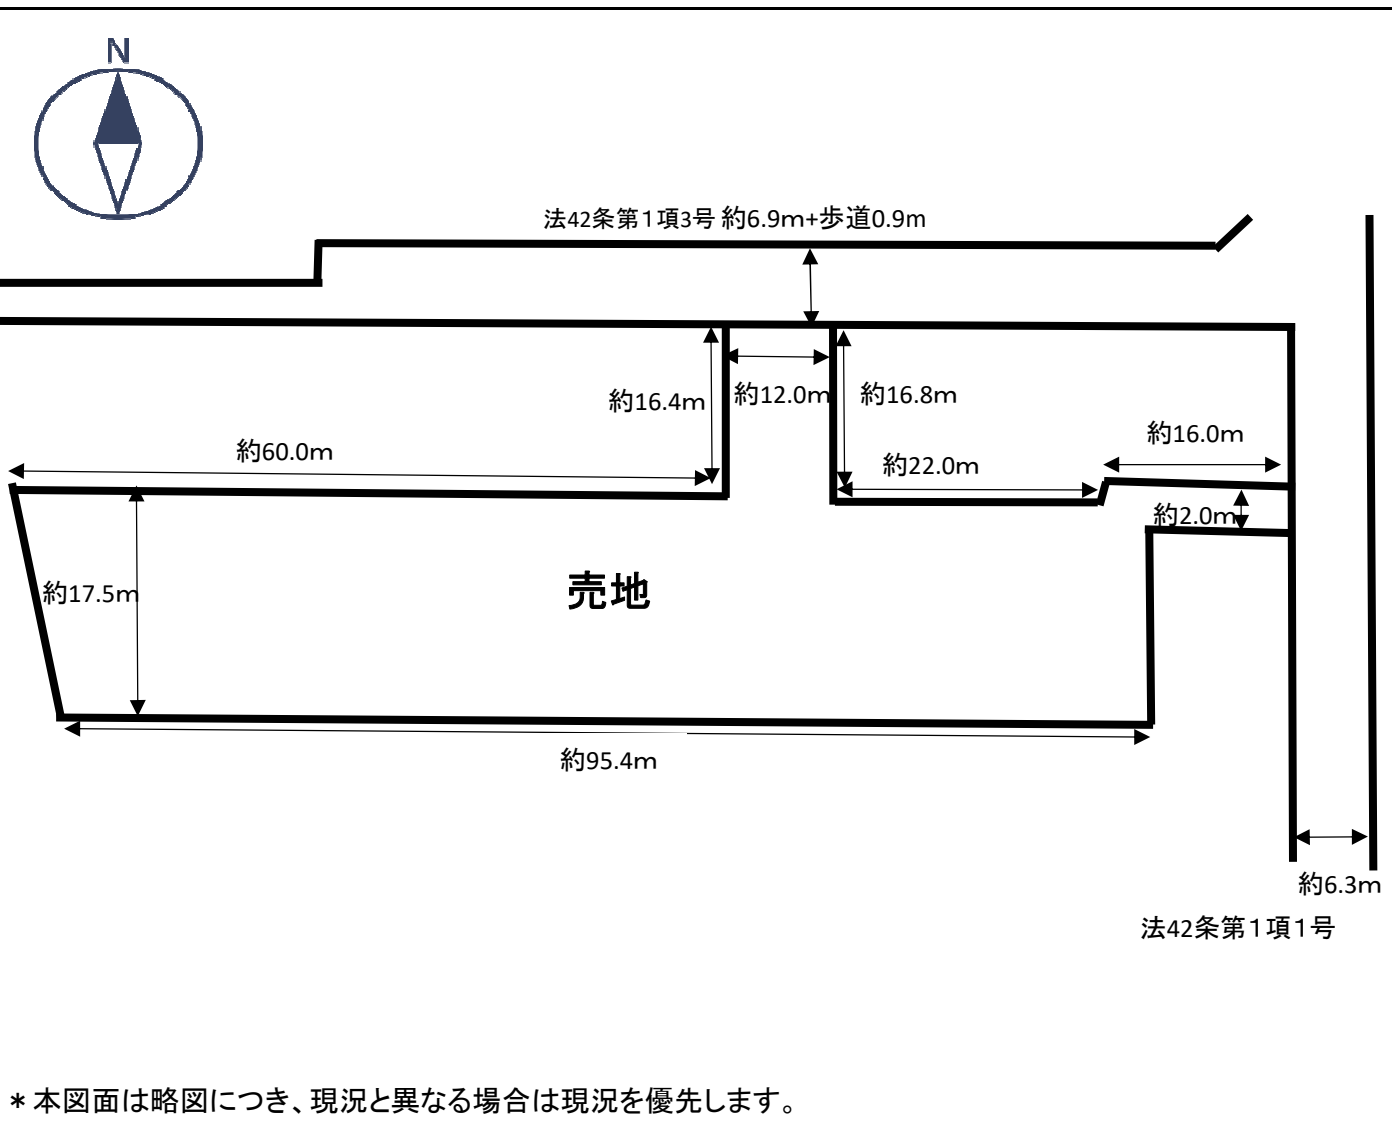 N
法42条第１項3号 約6.9m+歩道0.9m
約16.4m
約12.0m
約16.8m
約60.0m
約22.0m
約16.0m
約2.0m
約17.5m
売地
約95.4m
約6.3m
法42条第１項１号
＊本図面は略図につき、現況と異なる場合は現況を優先します。